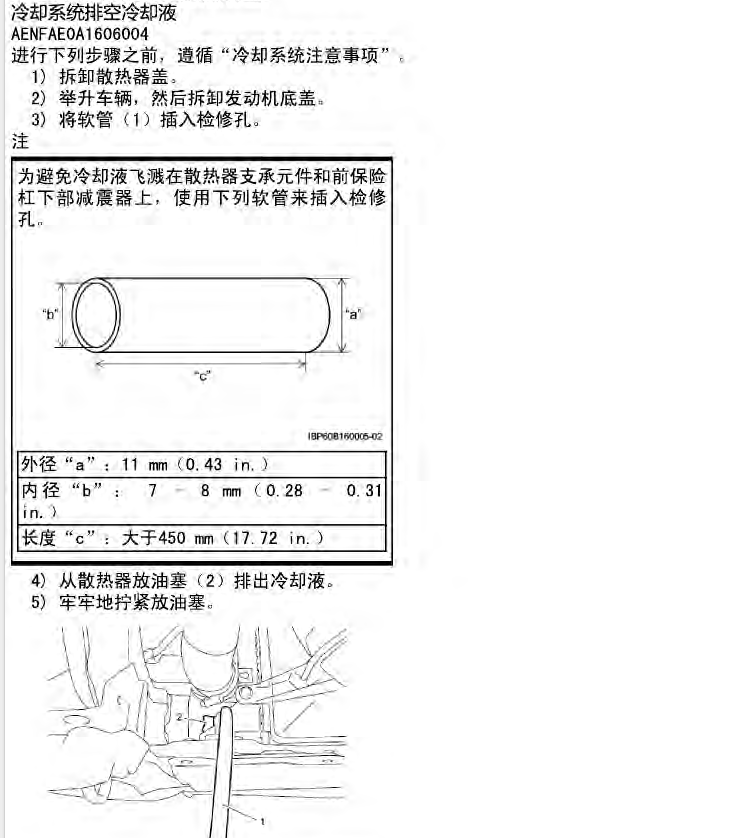 冷却系统排空冷却液
AENFAE0A1606004
进行下列步骤之前，遵循“冷却系统注意事项”。
1) 拆卸散热器盖。
2) 举升车辆，然后拆卸发动机底盖。
3) 将软管（1）插入检修孔。
注
为避免冷却液飞溅在散热器支承元件和前保险
杠下部减震器上，使用下列软管来插入检修
孔。
“b”
“a”
“c”
IBP60B160005-02
外径“a”：11 mm（0.43 in.）
内径“b”： 7 – 8 mm（0.28 – 0.31
in.）
长度“c”：大于450 mm（17.72 in.）
4) 从散热器放油塞（2）排出冷却液。
5) 牢牢地拧紧放油塞。
2
1